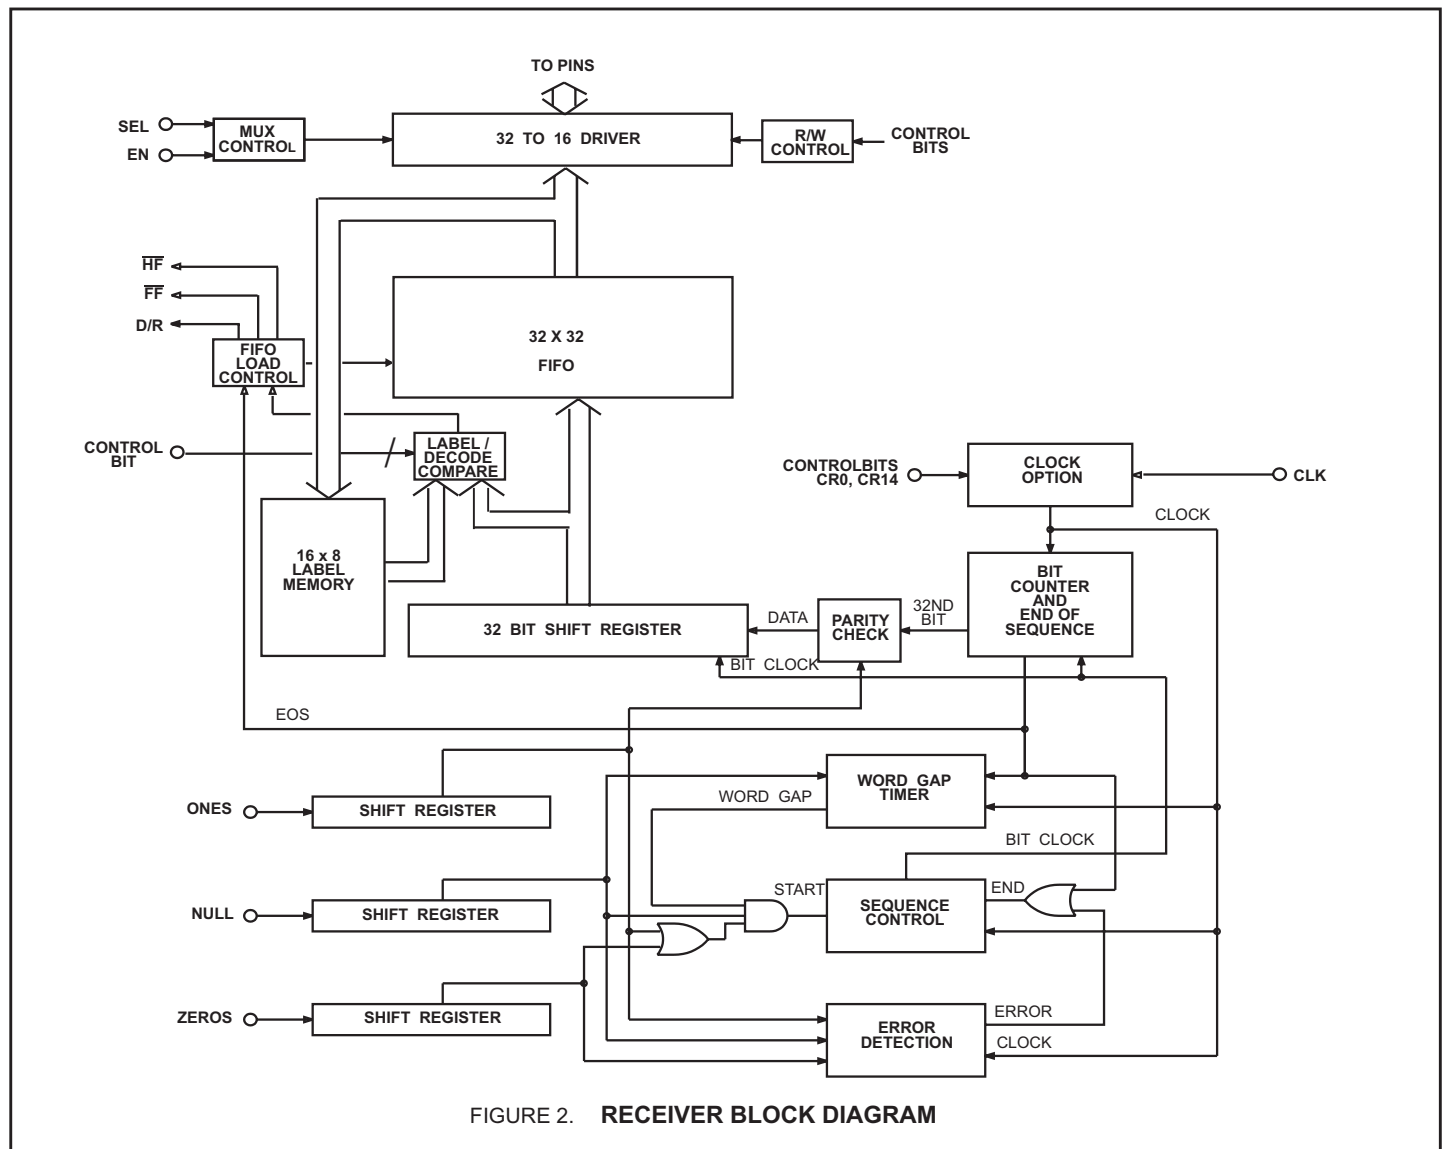 TO PINS
SEL
EN
MUX
CONTROL
32 TO 16 DRIVER
R/W
CONTROL
CONTROL
BITS
HF
FF
D/R
FIFO
LOAD
CONTROL
32 X 32
FIFO
CONTROL
BIT
LABEL /
DECODE
COMPARE
CONTROLBITS
CR0, CR14
CLOCK
OPTION
CLK
CLOCK
16 x 8
LABEL
MEMORY
BIT
COUNTER
AND
END OF
SEQUENCE
32 BIT SHIFT REGISTER
DATA
PARITY
CHECK
32ND
BIT
BIT CLOCK
EOS
ONES
SHIFT REGISTER
WORD GAP
WORD GAP
TIMER
BIT CLOCK
NULL
SHIFT REGISTER
START
SEQUENCE
CONTROL
END
ZEROS
SHIFT REGISTER
ERROR
DETECTION
ERROR
CLOCK
FIGURE 2. RECEIVER BLOCK DIAGRAM